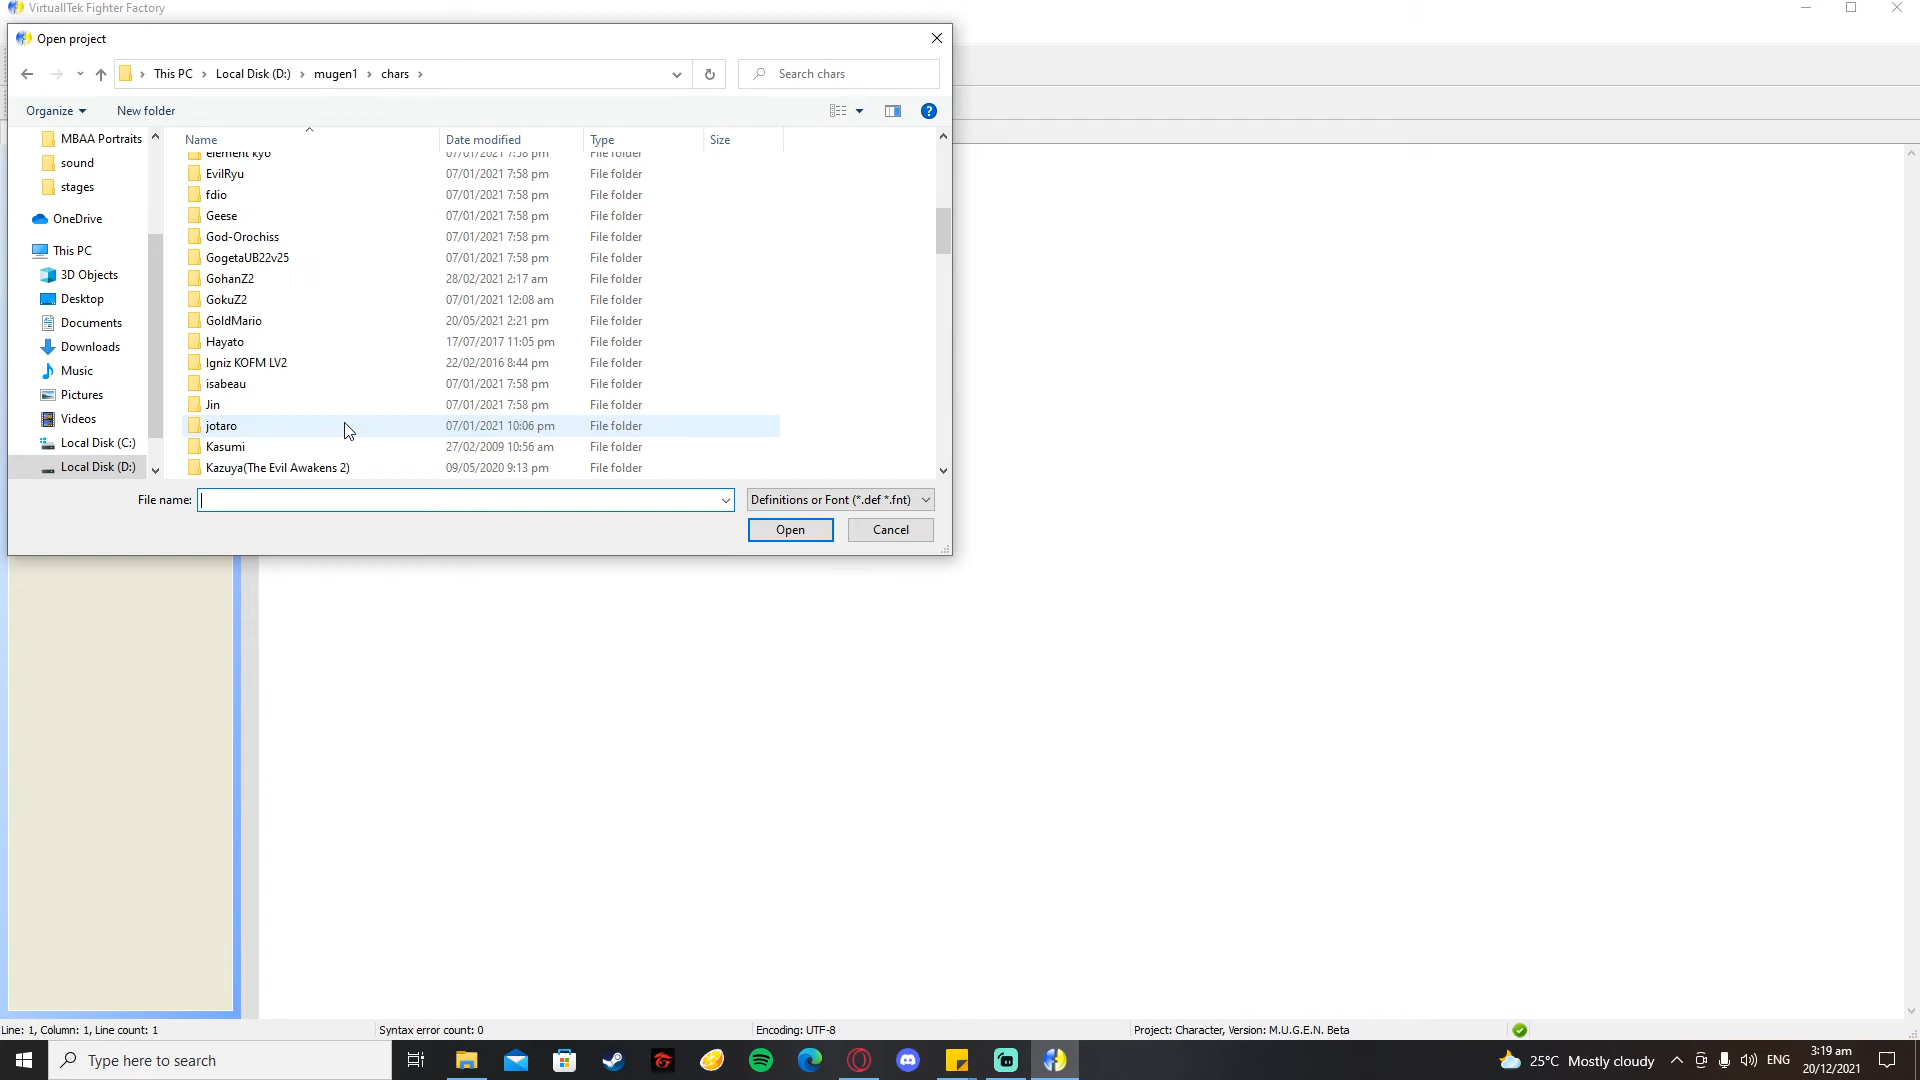 VirtuallTek Fighter Factory
Open project
This PC > Local Disk (D:) > mugen1 > chars >
Search chars
Organize
New folder
?
MBAA Portraits
sound
stages
OneDrive
This PC
3D Objects
Desktop
Documents
Downloads
Music
Pictures
Videos
Local Disk (C:)
Local Disk (D:)
Name Date modified Type Size
element kyo 07/01/2021 7:58 pm File folder
EvilRyu 07/01/2021 7:58 pm File folder
fdio 07/01/2021 7:58 pm File folder
Geese 07/01/2021 7:58 pm File folder
God-Orochiss 07/01/2021 7:58 pm File folder
GogetaUB22v25 07/01/2021 7:58 pm File folder
GohanZ2 28/02/2021 2:17 am File folder
GokuZ2 07/01/2021 12:08 am File folder
GoldMario 20/05/2021 2:21 pm File folder
Hayato 17/07/2017 11:05 pm File folder
Igniz KOFM LV2 22/02/2016 8:44 pm File folder
isabeau 07/01/2021 7:58 pm File folder
Jin 07/01/2021 7:58 pm File folder
jotaro 07/01/2021 10:06 pm File folder
Kasumi 27/02/2009 10:56 am File folder
Kazuya(The Evil Awakens 2) 09/05/2020 9:13 pm File folder
File name:
Definitions or Font (*.def *.fnt)
Open Cancel
Line: 1, Column: 1, Line count: 1
Syntax error count: 0
Encoding: UTF-8
Project: Character, Version: M.U.G.E.N. Beta
Type here to search
25°C Mostly cloudy
ENG
3:19 am
20/12/2021